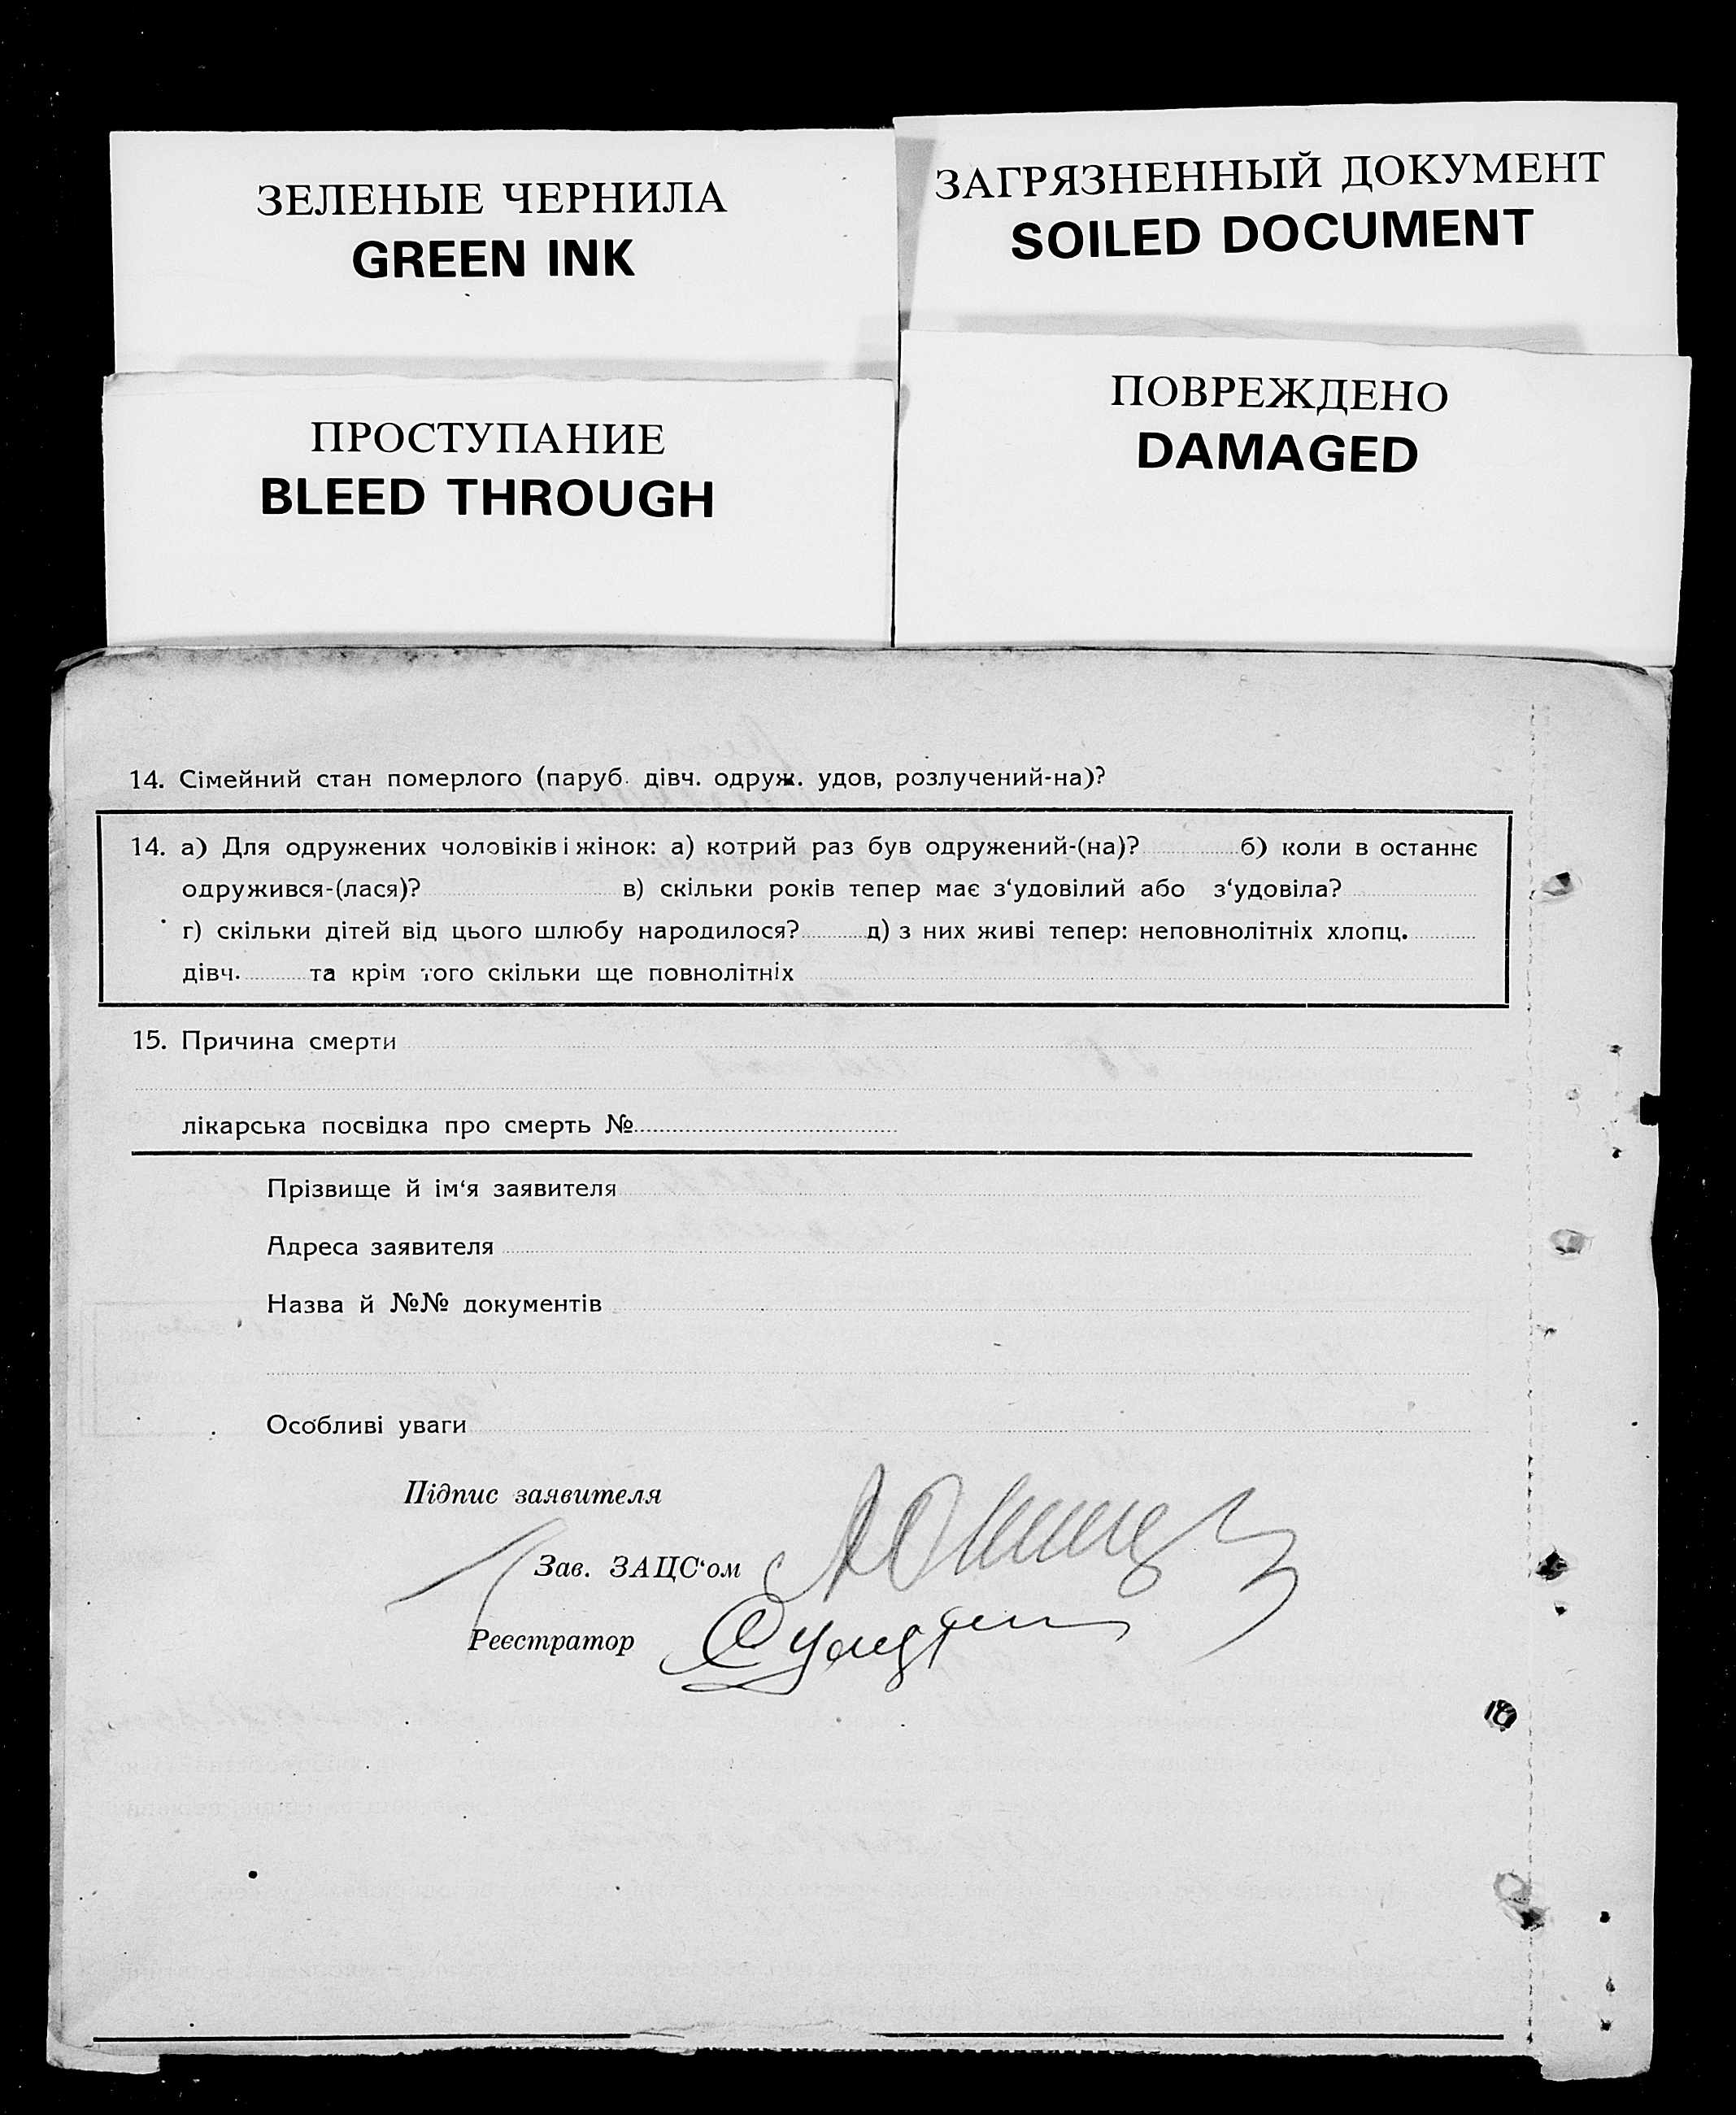 ЗЕЛЕНЫЕ ЧЕРНИЛА
GREEN INK
ЗАГРЯЗНЕННЫЙ ДОКУМЕНТ
SOILED DOCUMENT
ПРОСТУПАНИЕ
BLEED THROUGH
ПОВРЕЖДЕНО
DAMAGED
14. Сімейний стан померлого (паруб. дівч. одруж. удов, розлучений-на)?
14. а) Для одружених чоловіків і жінок: а) котрий раз був одружений-(на)? б) коли в останнє
одружився-(лася)? в) скільки років тепер має з‘удовілий або з‘удовіла?
г) скільки дітей від цього шлюбу народилося? д) з них живі тепер: неповнолітніх хлопц.
дівч. та крім того скільки ще повнолітніх
15. Причина смерти
лікарська посвідка про смерть №
Прізвище й ім‘я заявителя
Адреса заявителя
Назва й №№ документів
Особливі уваги
Підпис заявителя
Зав. ЗАЦС‘ом
Реєстратор